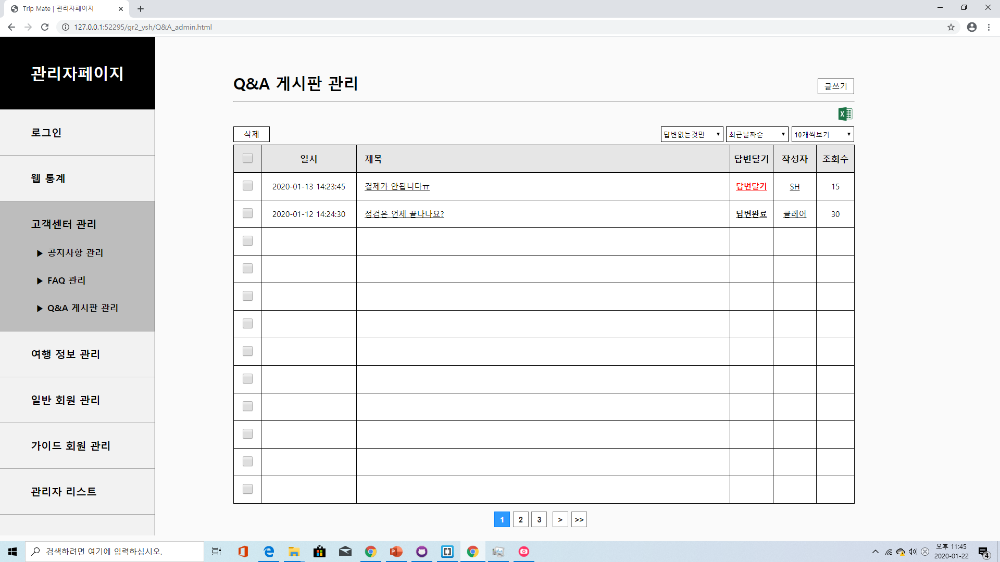 Trip Mate | 관리자페이지
127.0.0.1:52295/gr2_ysh/Q&A_admin.html
관리자페이지
로그인
웹 통계
고객센터 관리
▶ 공지사항 관리
▶ FAQ 관리
▶ Q&A 게시판 관리
여행 정보 관리
일반 회원 관리
가이드 회원 관리
관리자 리스트
Q&A 게시판 관리
글쓰기
삭제 답변없는것만 최근날짜순 10개씩보기
일시 제목 답변달기 작성자 조회수
2020-01-13 14:23:45 결제가 안됩니다ㅠ 답변달기 SH 15
2020-01-12 14:24:30 점검은 언제 끝나나요? 답변완료 클레어 30
1 2 3 > >>
검색하려면 여기에 입력하십시오.
오후 11:45
2020-01-22
4